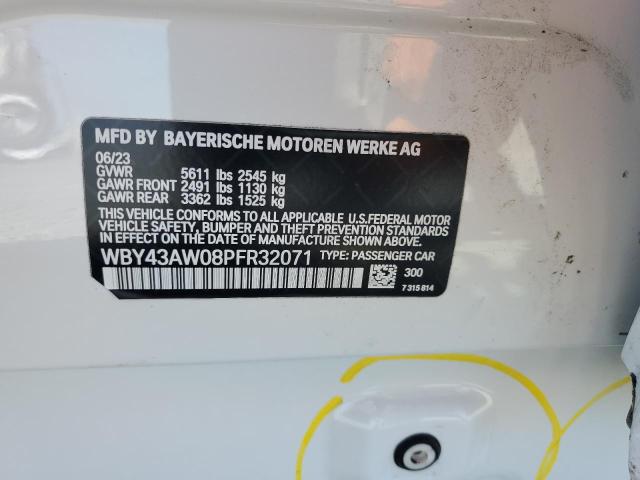 MFD BY BAYERISCHE MOTOREN WERKE AG
06/23
GVWR 5611 lbs 2545 kg
GAWR FRONT 2491 lbs 1130 kg
GAWR REAR 3362 lbs 1525 kg
THIS VEHICLE CONFORMS TO ALL APPLICABLE U.S.FEDERAL MOTOR
VEHICLE SAFETY, BUMPER AND THEFT PREVENTION STANDARDS
IN EFFECT ON THE DATE OF MANUFACTURE SHOWN ABOVE.
WBY43AW08PFR32071 TYPE: PASSENGER CAR
300
7 315 814